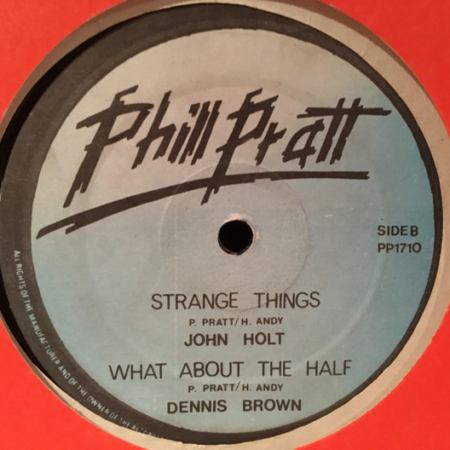 Phill Pratt
SIDE B
PP1710
STRANGE THINGS
P. PRATT/H. ANDY
JOHN HOLT
WHAT ABOUT THE HALF
P. PRATT/H. ANDY
DENNIS BROWN
ALL RIGHTS OF THE MANUFACTURER AND OF THE OWNER OF THE